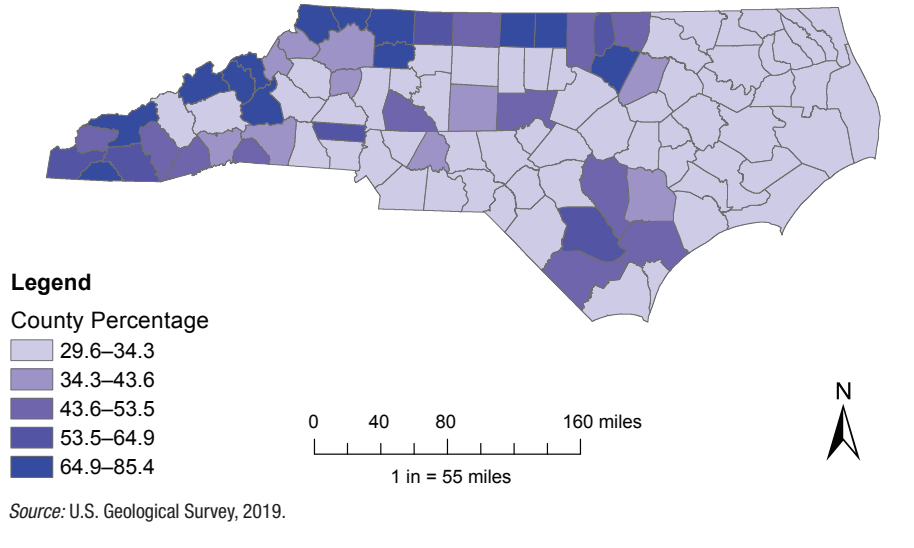 Legend
County Percentage
29.6–34.3
34.3–43.6
43.6–53.5
53.5–64.9
64.9–85.4
0 40 80 160 miles
1 in = 55 miles
N
Source: U.S. Geological Survey, 2019.